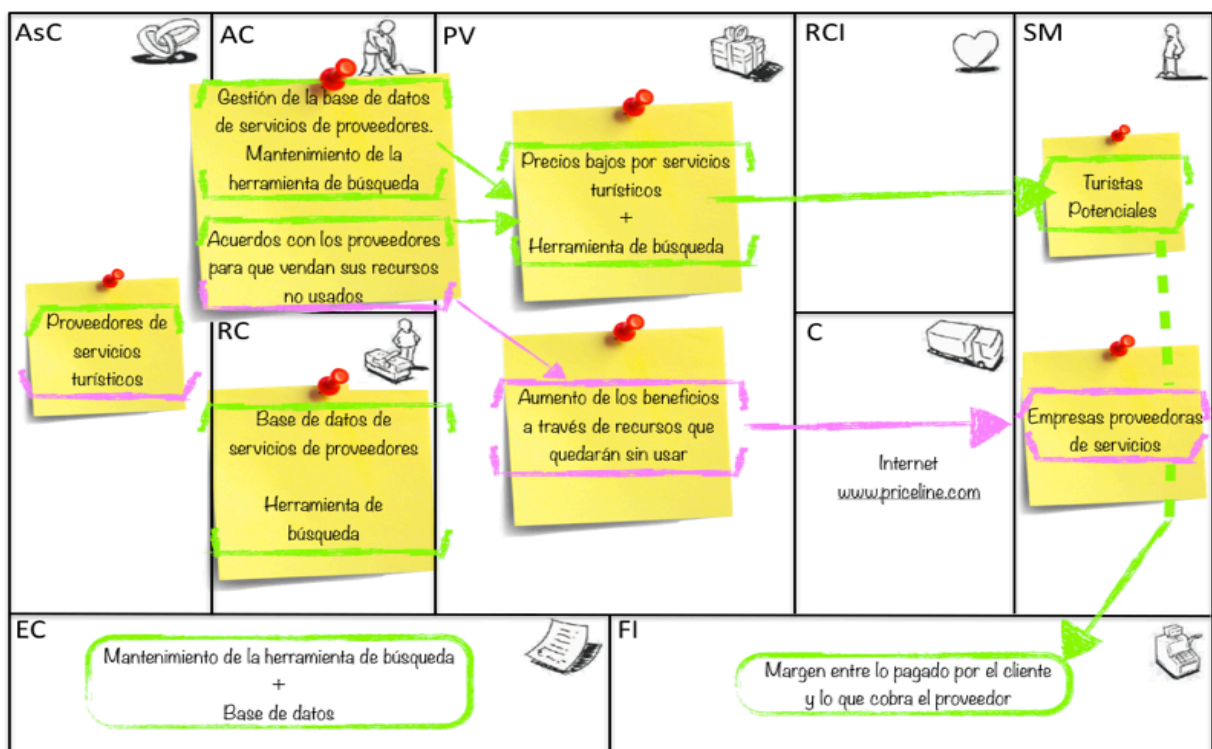 AsC
AC
PV
RCI
SM
Gestión de la base de datos
de servicios de proveedores.
Mantenimiento de la
herramienta de búsqueda
Acuerdos con los proveedores
para que vendan sus recursos
no usados
Precios bajos por servicios
turísticos
+
Herramienta de búsqueda
Turistas
Potenciales
Proveedores de
servicios
turísticos
RC
Base de datos de
servicios de proveedores
Herramienta de
búsqueda
Aumento de los beneficios
a través de recursos que
quedarán sin usar
C
Internet
www.priceline.com
Empresas proveedoras
de servicios
EC
Mantenimiento de la herramienta de búsqueda
+
Base de datos
FI
Margen entre lo pagado por el cliente
y lo que cobra el proveedor